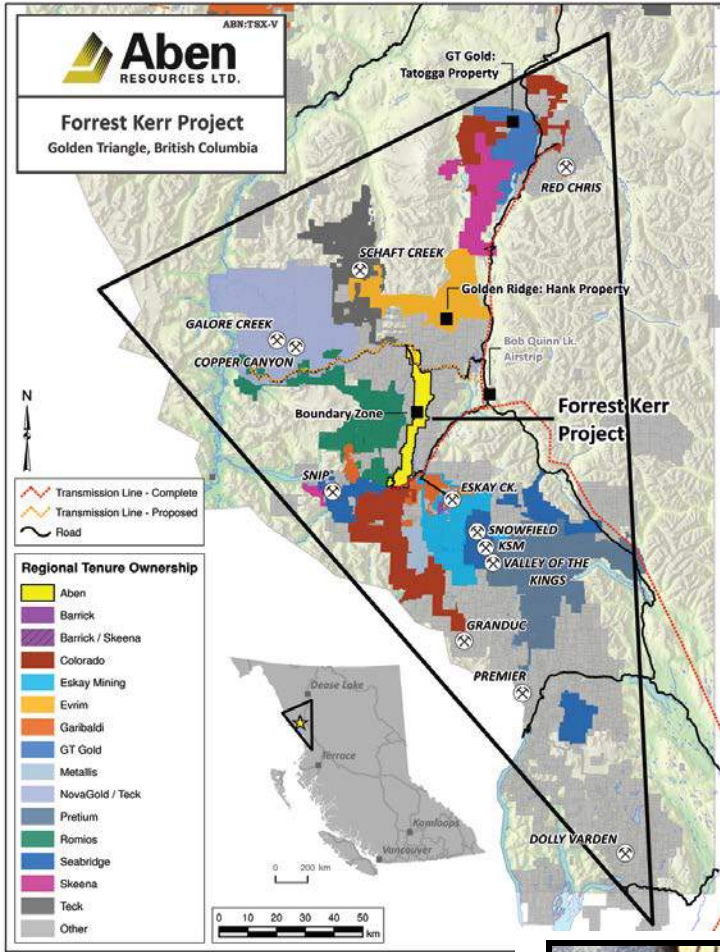 ABN:TSX-V
Aben
RESOURCES LTD.
Forrest Kerr Project
Golden Triangle, British Columbia
GT Gold:
Tatogga Property
RED CHRIS
SCHAFT CREEK
Golden Ridge: Hank Property
GALORE CREEK
COPPER CANYON
Bob Quinn Lk.
Airstrip
Boundary Zone
Forrest Kerr
Project
N
SNIP
ESKAY CK.
Transmission Line - Complete
Transmission Line - Proposed
Road
SNOWFIELD
KSM
VALLEY OF THE
KINGS
GRANDUC
PREMIER
DOLLY VARDEN
Regional Tenure Ownership
Aben
Barrick
Barrick / Skeena
Colorado
Eskay Mining
Evrim
Garibaldi
GT Gold
Metallis
NovaGold / Teck
Pretium
Romios
Seabridge
Skeena
Teck
Other
Dease Lake
Terrace
Kamloops
Vancouver
0 200 km
0 10 20 30 40 50
km